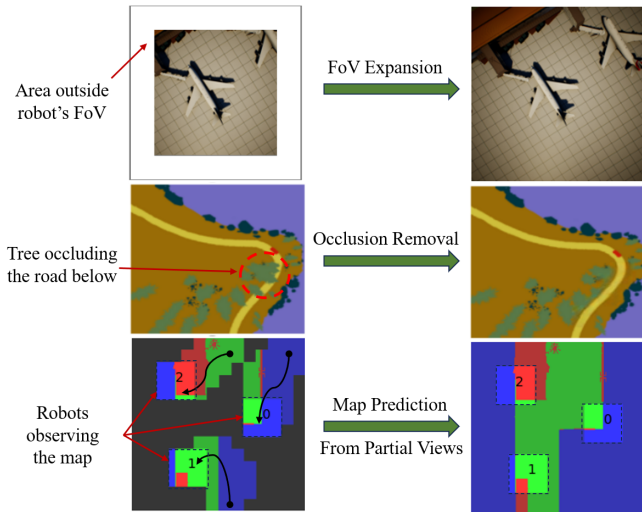 Area outside
robot's FoV
FoV Expansion
Tree occluding
the road below
Occlusion Removal
Robots
observing
the map
2
0
1
Map Prediction
From Partial Views
2
0
1